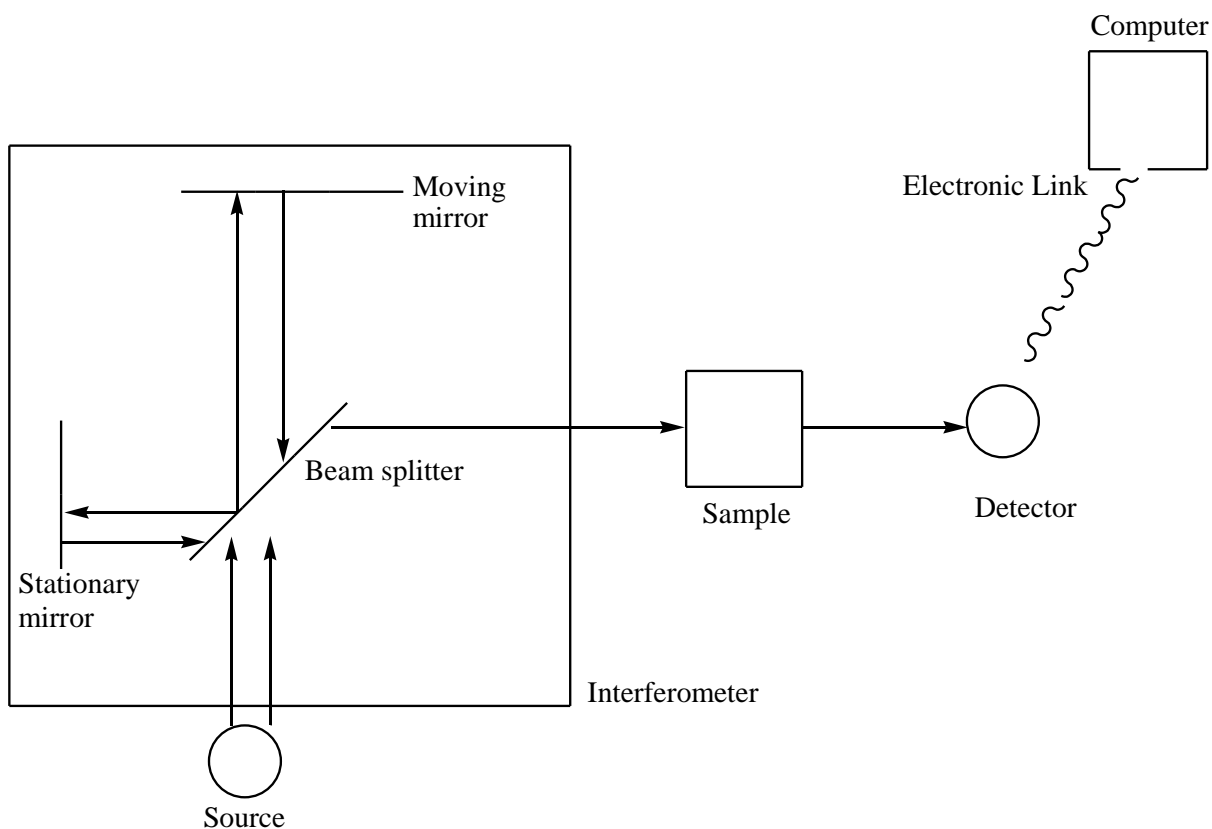 Computer
Moving
mirror
Electronic Link
Beam splitter
Sample
Detector
Stationary
mirror
Interferometer
Source